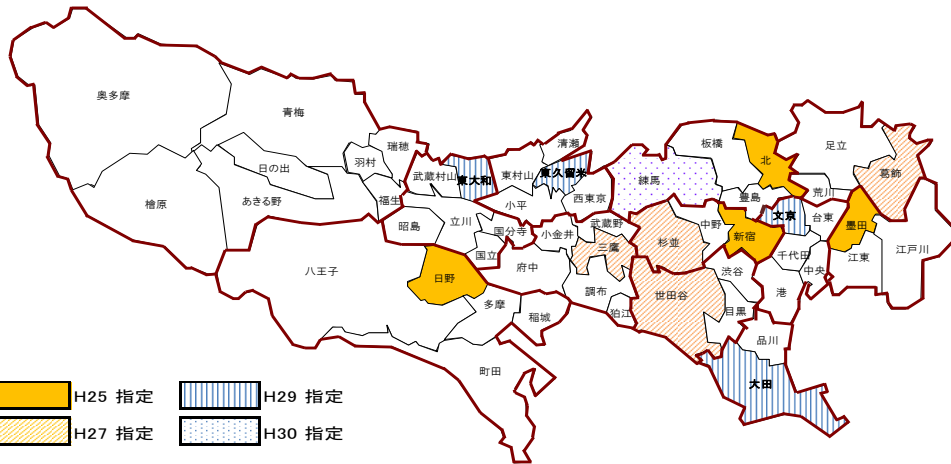 奥多摩
青梅
日の出
あきる野
檜原
瑞穂
羽村
福生
武蔵村山
東大和
東村山
清瀬
東久留米
小平
西東京
昭島
立川
国分寺
国立
小金井
武蔵野
三鷹
府中
調布
狛江
八王子
日野
多摩
稲城
町田
板橋
練馬
北
足立
葛飾
豊島
荒川
文京
台東
墨田
中野
杉並
新宿
千代田
中央
江東
江戸川
渋谷
港
世田谷
目黒
品川
大田
H25 指定
H29 指定
H27 指定
H30 指定